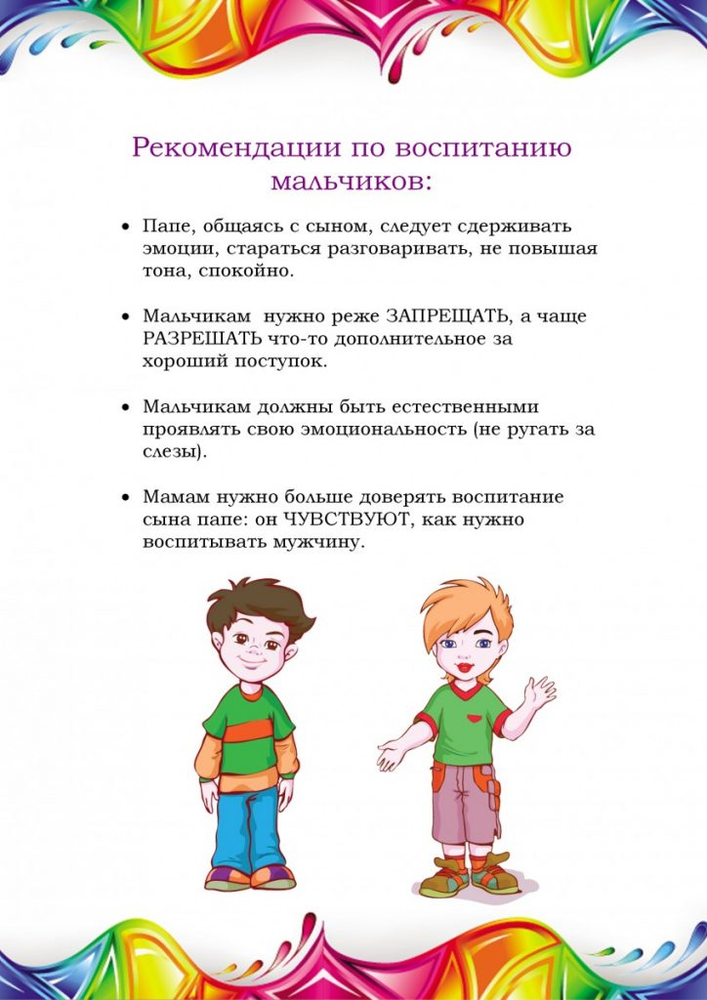 Рекомендации по воспитанию
мальчиков:
• Папе, общаясь с сыном, следует сдерживать
эмоции, стараться разговаривать, не повышая
тона, спокойно.
• Мальчикам  нужно реже ЗАПРЕЩАТЬ, а чаще
РАЗРЕШАТЬ что-то дополнительное за
хороший поступок.
• Мальчикам должны быть естественными
проявлять свою эмоциональность (не ругать за
слезы).
• Мамам нужно больше доверять воспитание
сына папе: он ЧУВСТВУЮТ, как нужно
воспитывать мужчину.